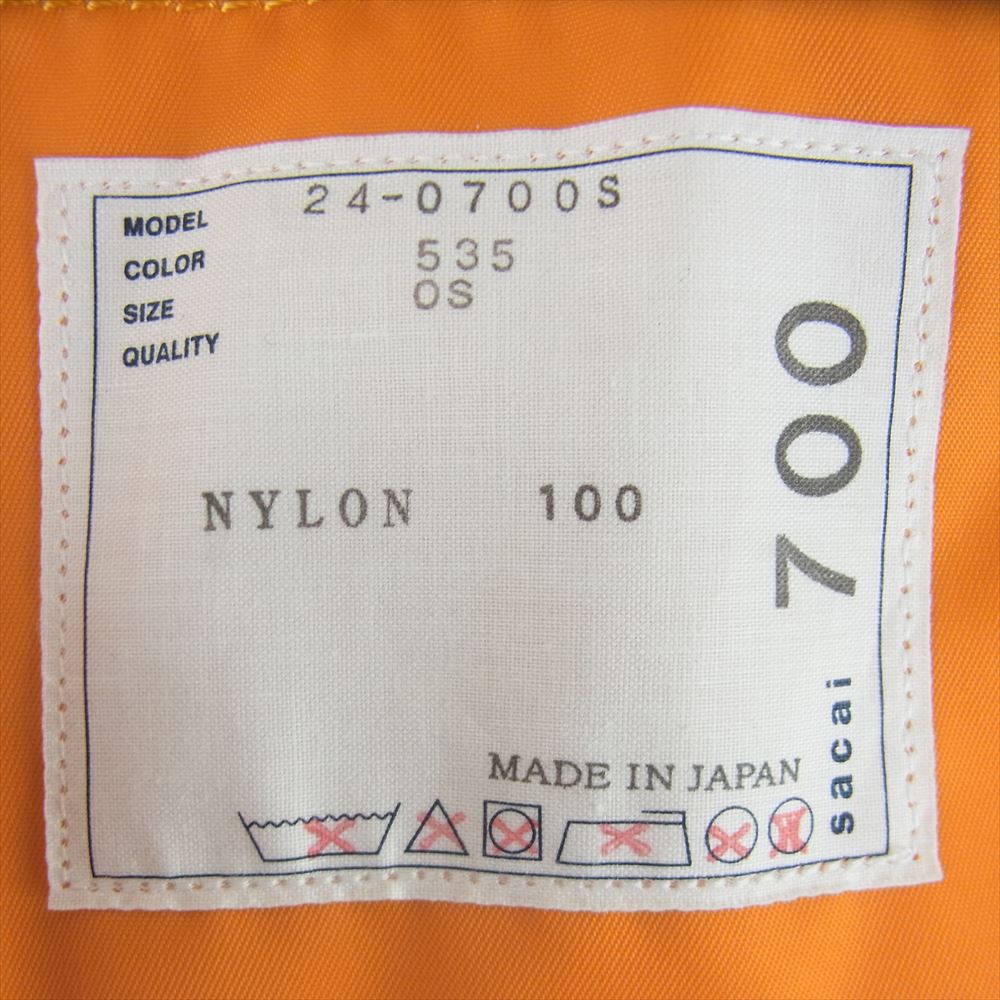 MODEL 24-0700S
COLOR 535
SIZE OS
QUALITY
NYLON 100
MADE IN JAPAN
sacai 700